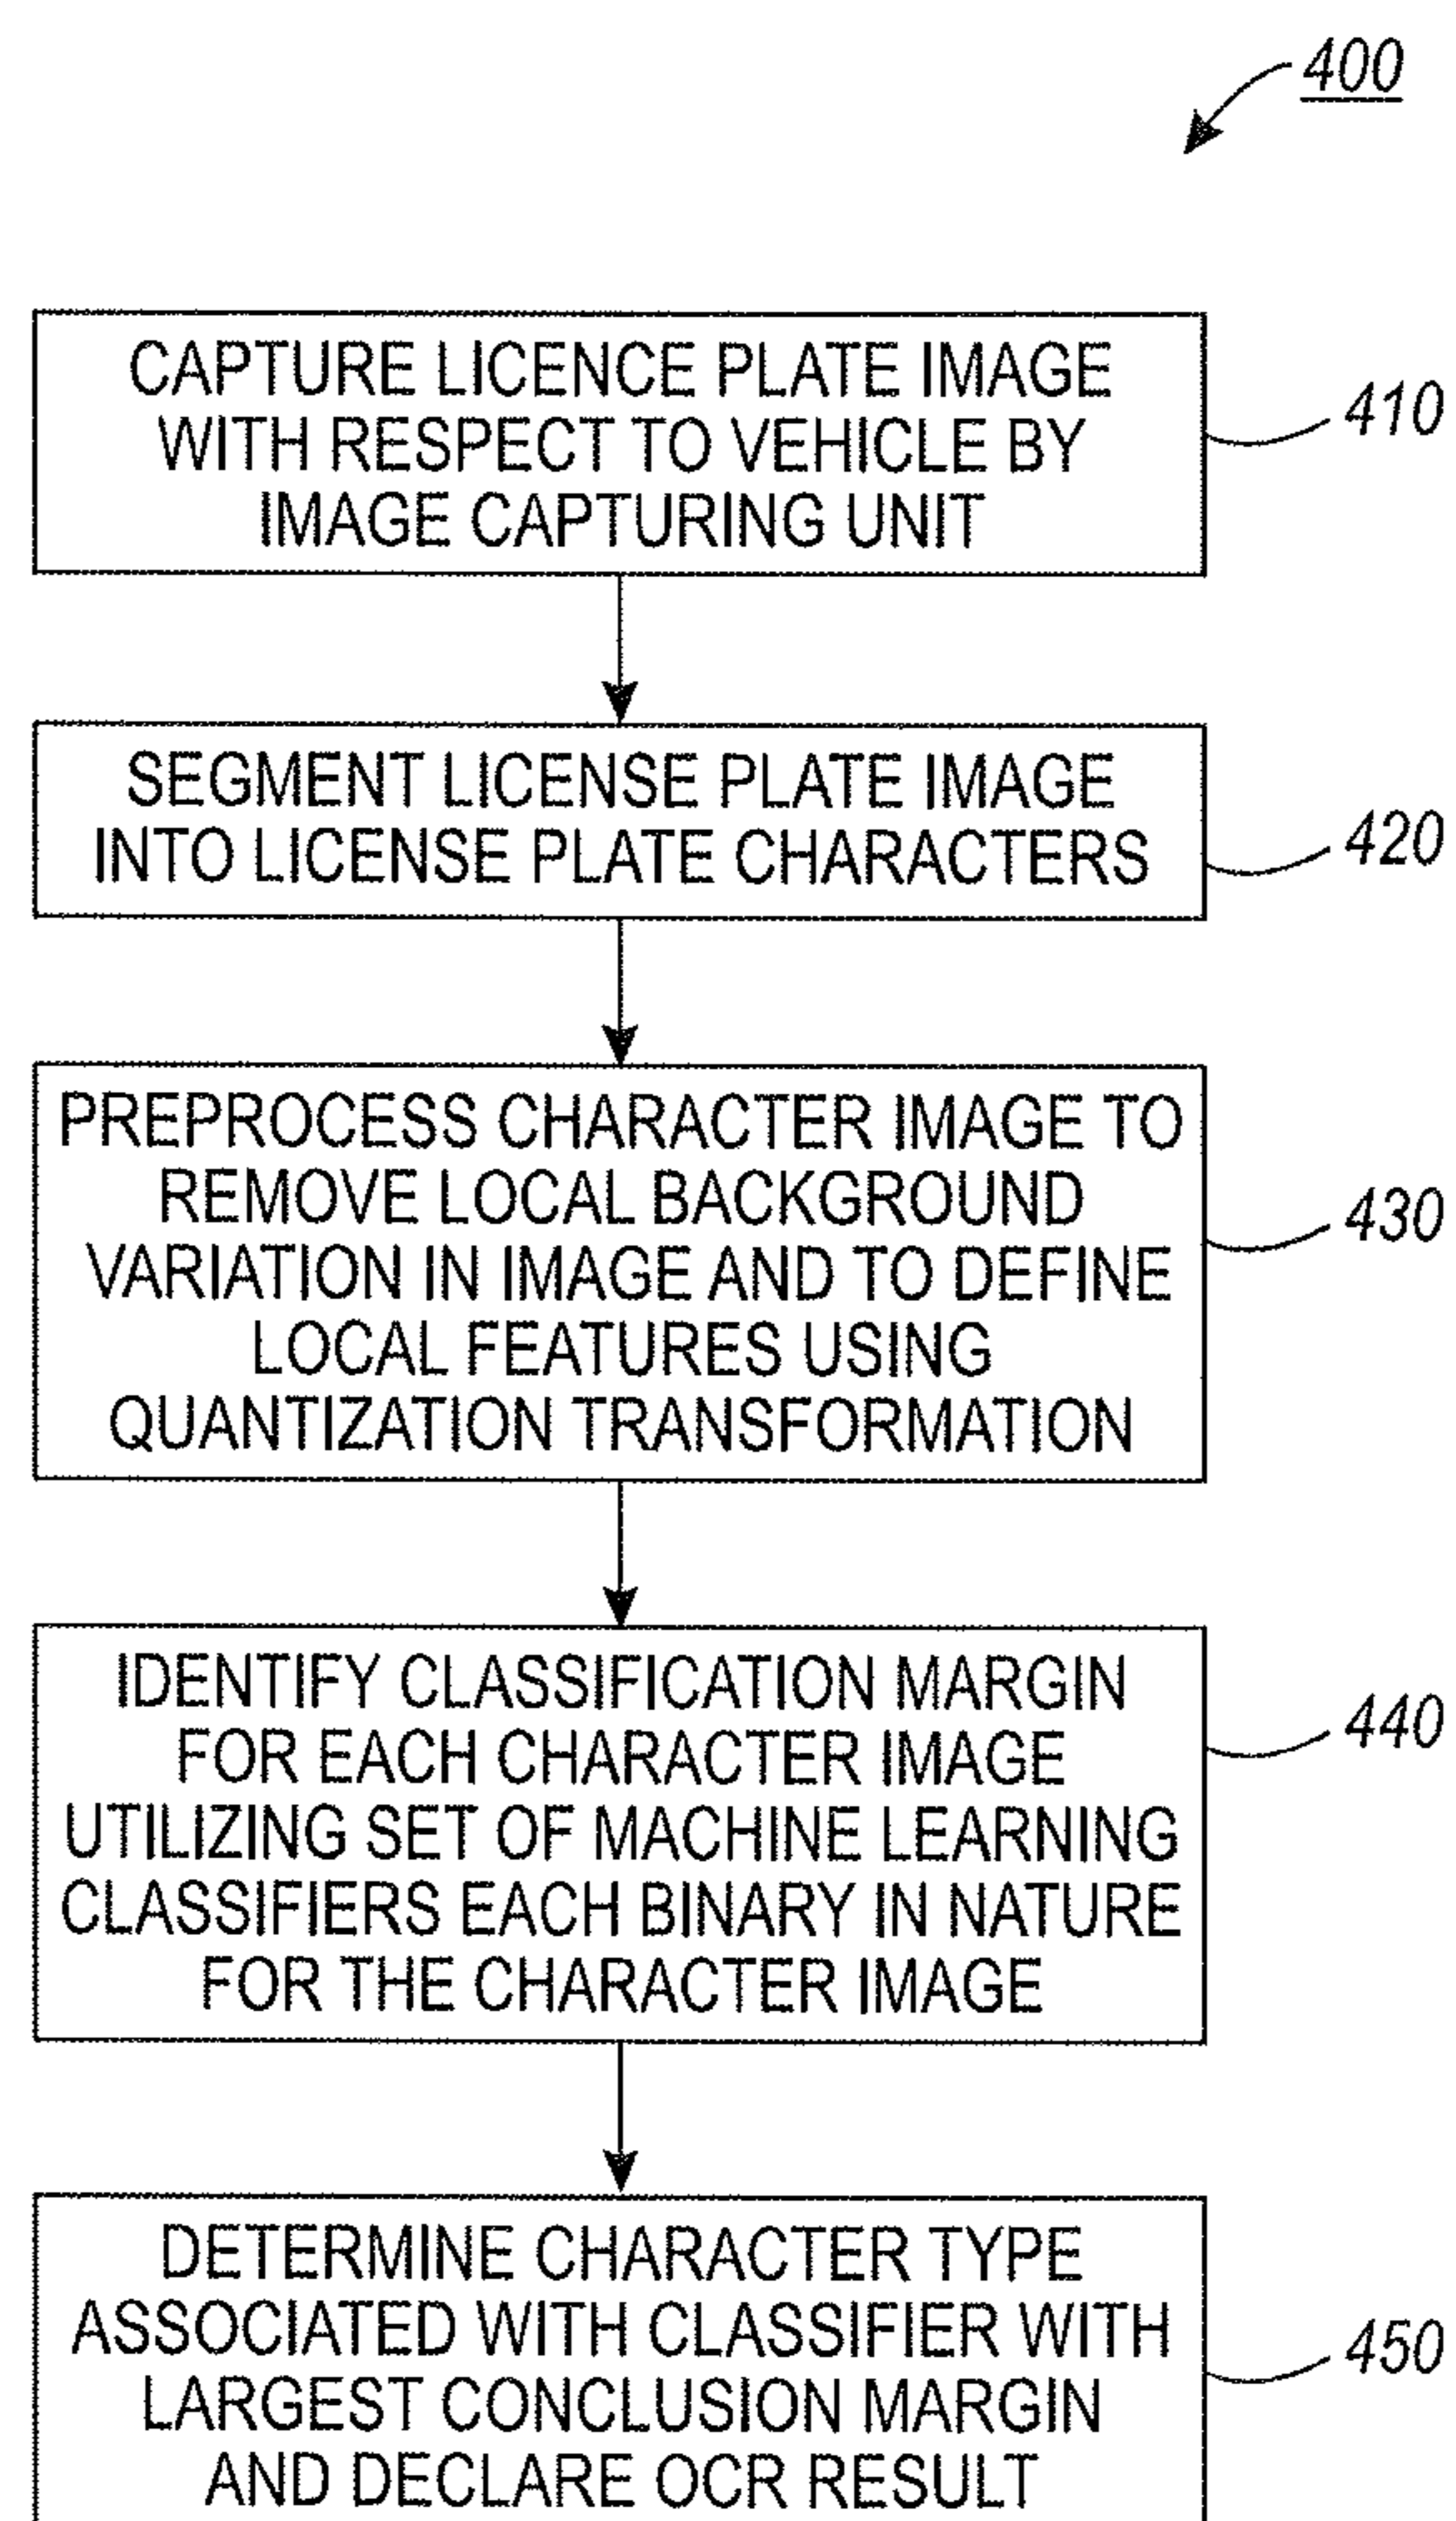 400
CAPTURE LICENCE PLATE IMAGE
WITH RESPECT TO VEHICLE BY
IMAGE CAPTURING UNIT
410
SEGMENT LICENSE PLATE IMAGE
INTO LICENSE PLATE CHARACTERS
420
PREPROCESS CHARACTER IMAGE TO
REMOVE LOCAL BACKGROUND
VARIATION IN IMAGE AND TO DEFINE
LOCAL FEATURES USING
QUANTIZATION TRANSFORMATION
430
IDENTIFY CLASSIFICATION MARGIN
FOR EACH CHARACTER IMAGE
UTILIZING SET OF MACHINE LEARNING
CLASSIFIERS EACH BINARY IN NATURE
FOR THE CHARACTER IMAGE
440
DETERMINE CHARACTER TYPE
ASSOCIATED WITH CLASSIFIER WITH
LARGEST CONCLUSION MARGIN
AND DECLARE OCR RESULT
450